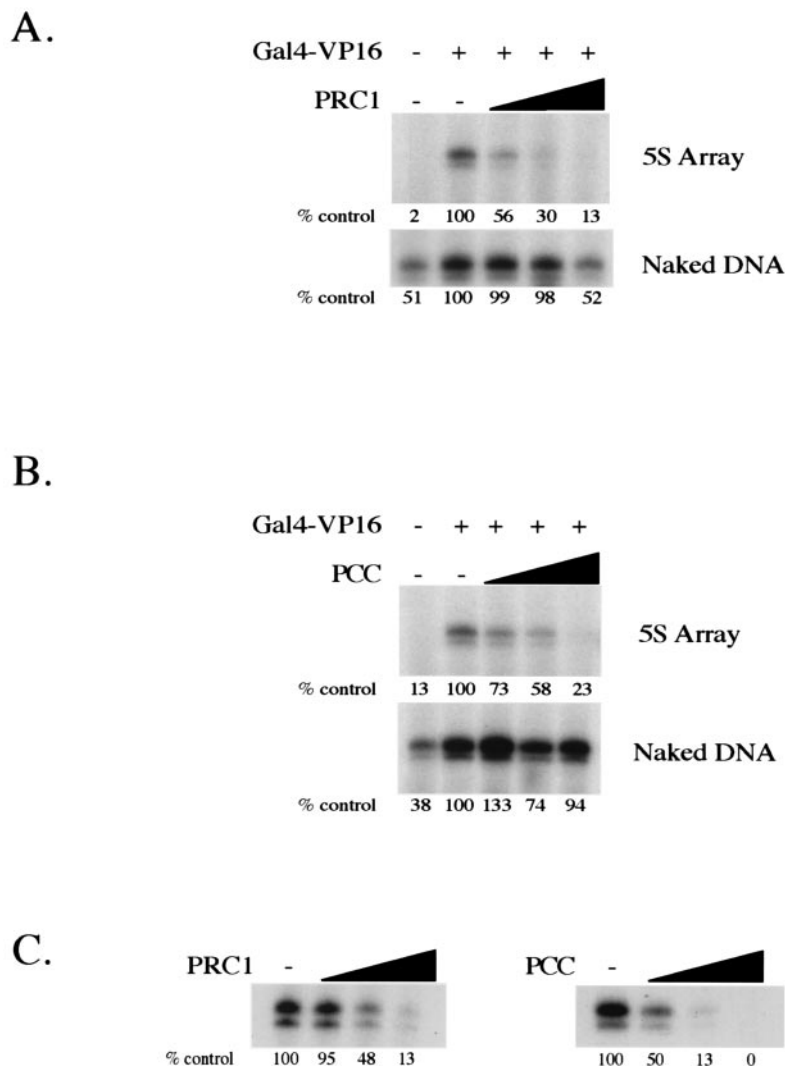 A.
Gal4-VP16 - + + + +
PRC1 - -
5S Array
% control 2 100 56 30 13
Naked DNA
% control 51 100 99 98 52
B.
Gal4-VP16 - + + + +
PCC - -
5S Array
% control 13 100 73 58 23
Naked DNA
% control 38 100 133 74 94
C.
PRC1 - PCC -
% control 100 95 48 13 100 50 13 0